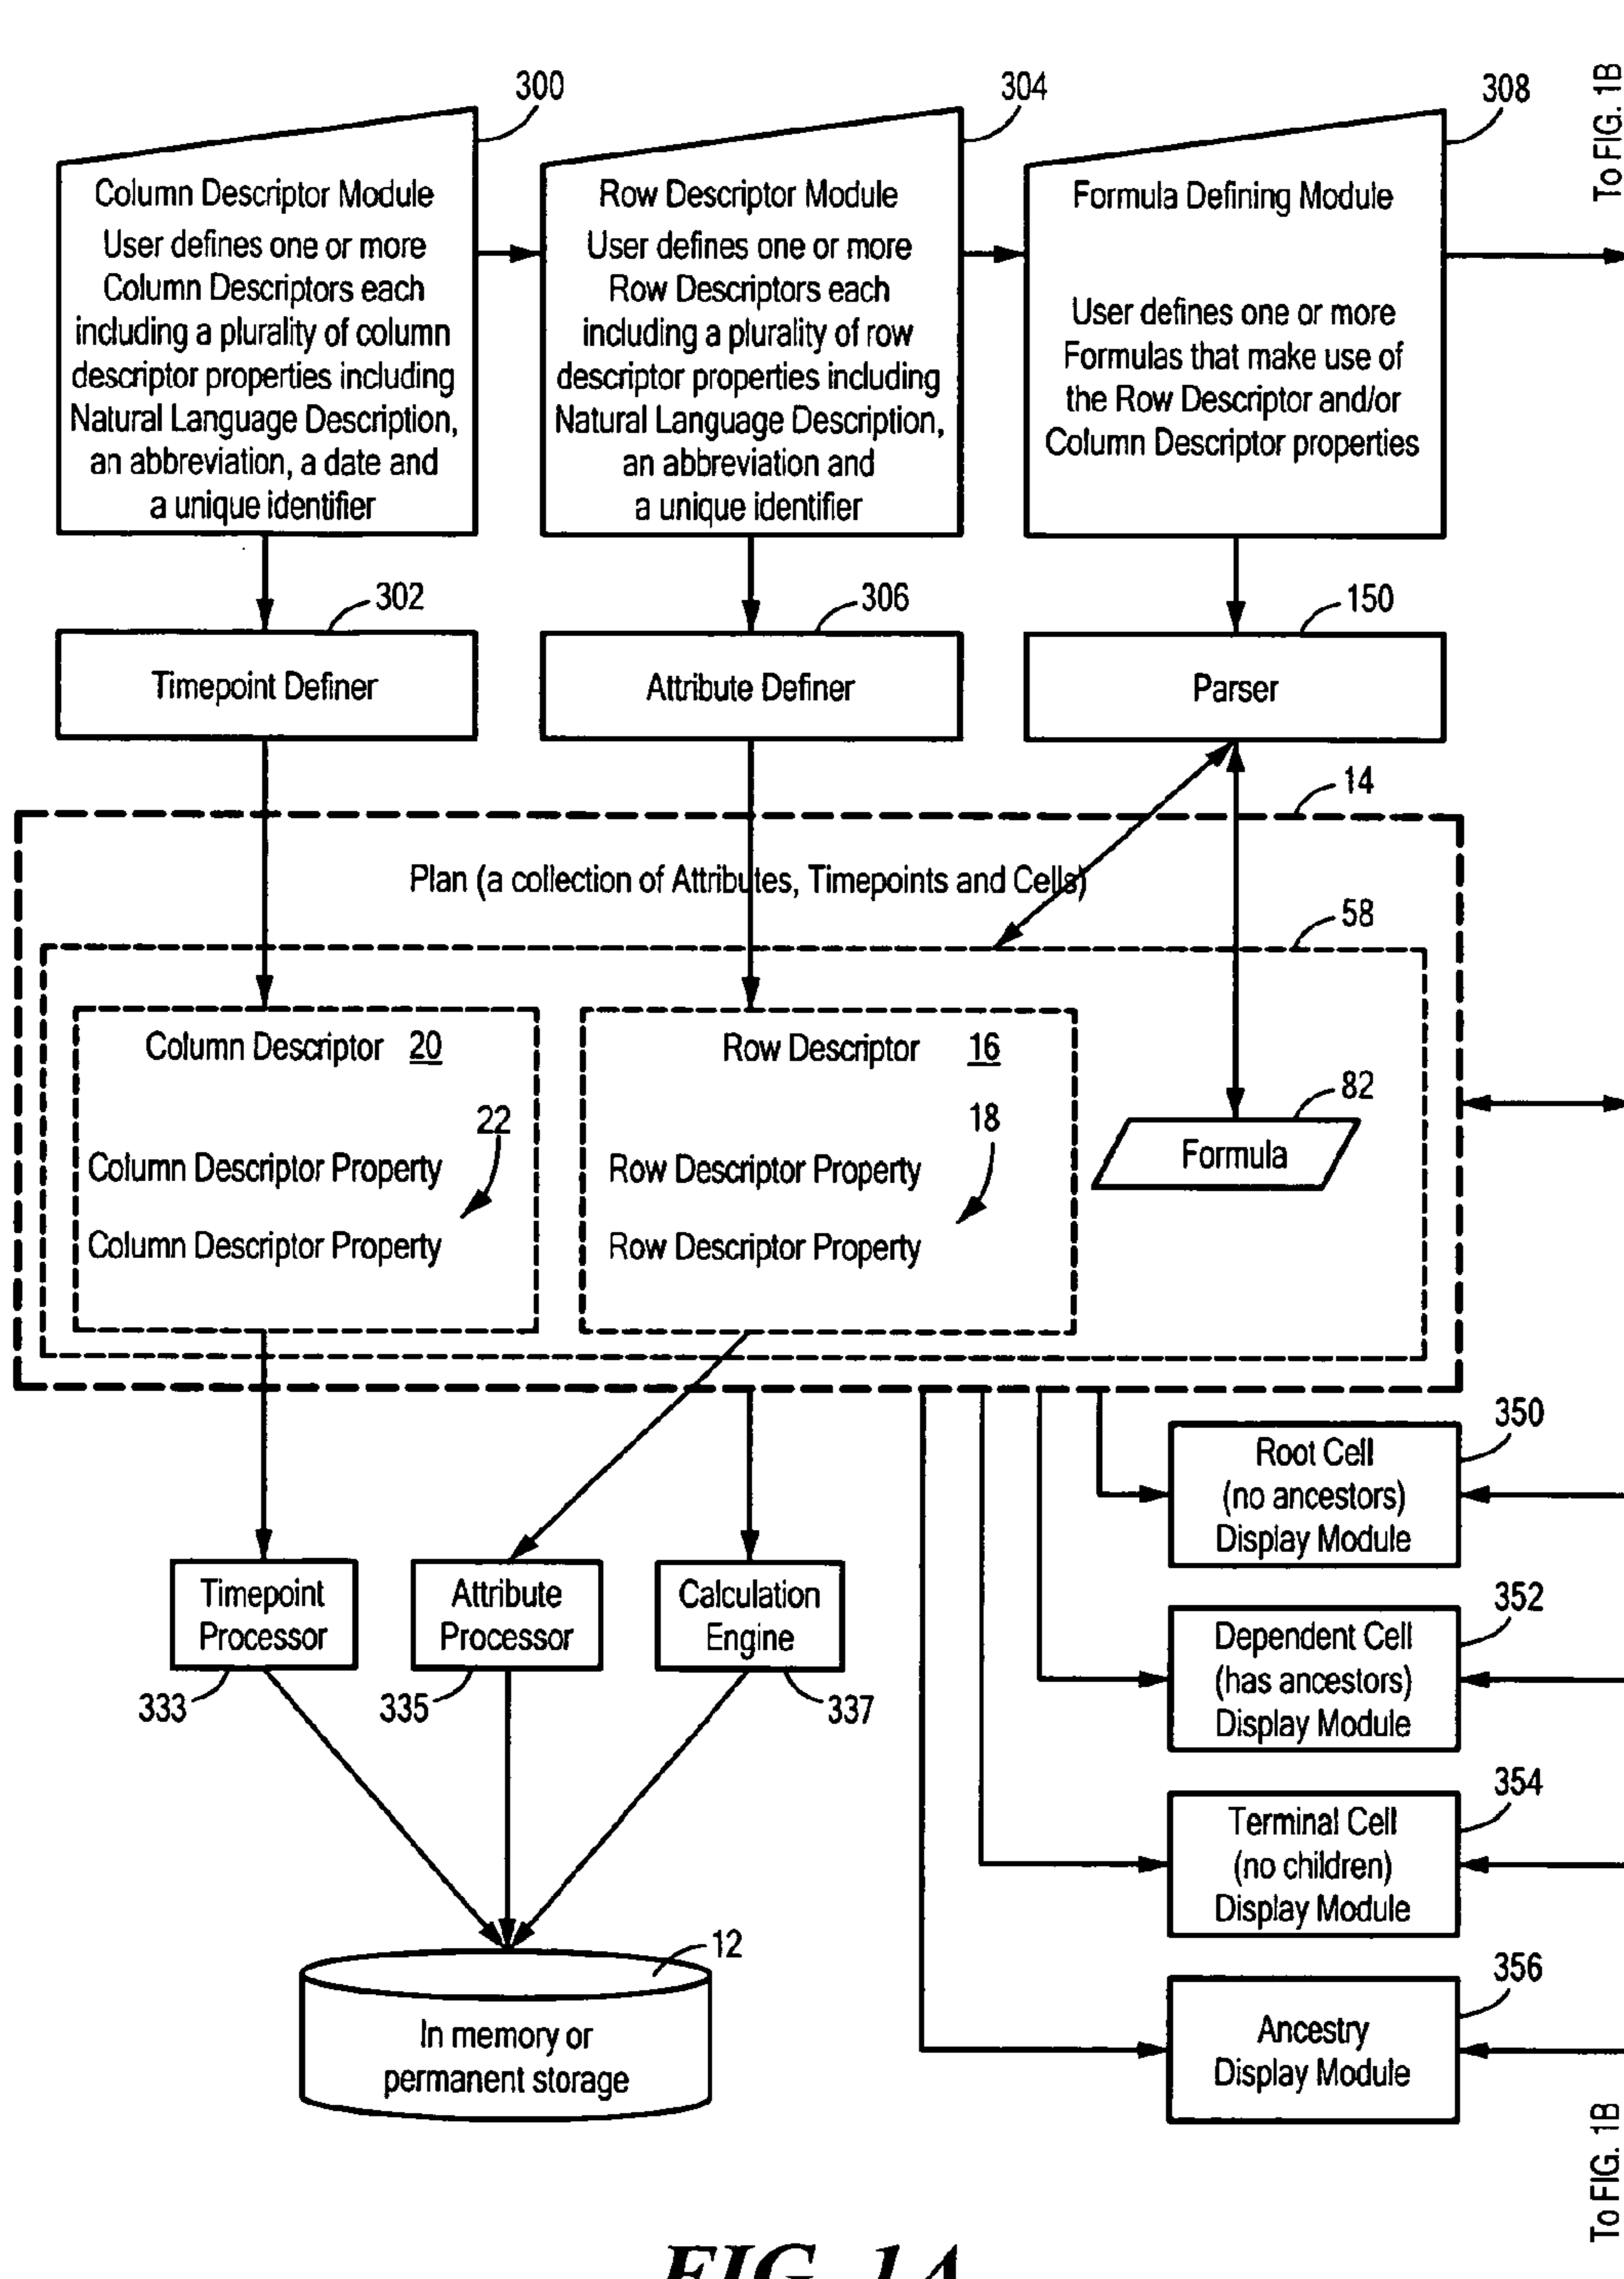 300
304
308
To FIG. 1B
Column Descriptor Module
User defines one or more
Column Descriptors each
including a plurality of column
descriptor properties including
Natural Language Description,
an abbreviation, a date and
a unique identifier
Row Descriptor Module
User defines one or more
Row Descriptors each
including a plurality of row
descriptor properties including
Natural Language Description,
an abbreviation and
a unique identifier
Formula Defining Module
User defines one or more
Formulas that make use of
the Row Descriptor and/or
Column Descriptor properties
302
306
150
Timepoint Definer
Attribute Definer
Parser
14
Plan (a collection of Attributes, Timepoints and Cells)
58
Column Descriptor 20
22
Column Descriptor Property
Column Descriptor Property
Row Descriptor 16
18
Row Descriptor Property
Row Descriptor Property
82
Formula
350
Root Cell
(no ancestors)
Display Module
352
Dependent Cell
(has ancestors)
Display Module
354
Terminal Cell
(no children)
Display Module
356
Ancestry
Display Module
Timepoint
Processor
333
Attribute
Processor
335
Calculation
Engine
337
12
In memory or
permanent storage
To FIG. 1B
FIG. 1A